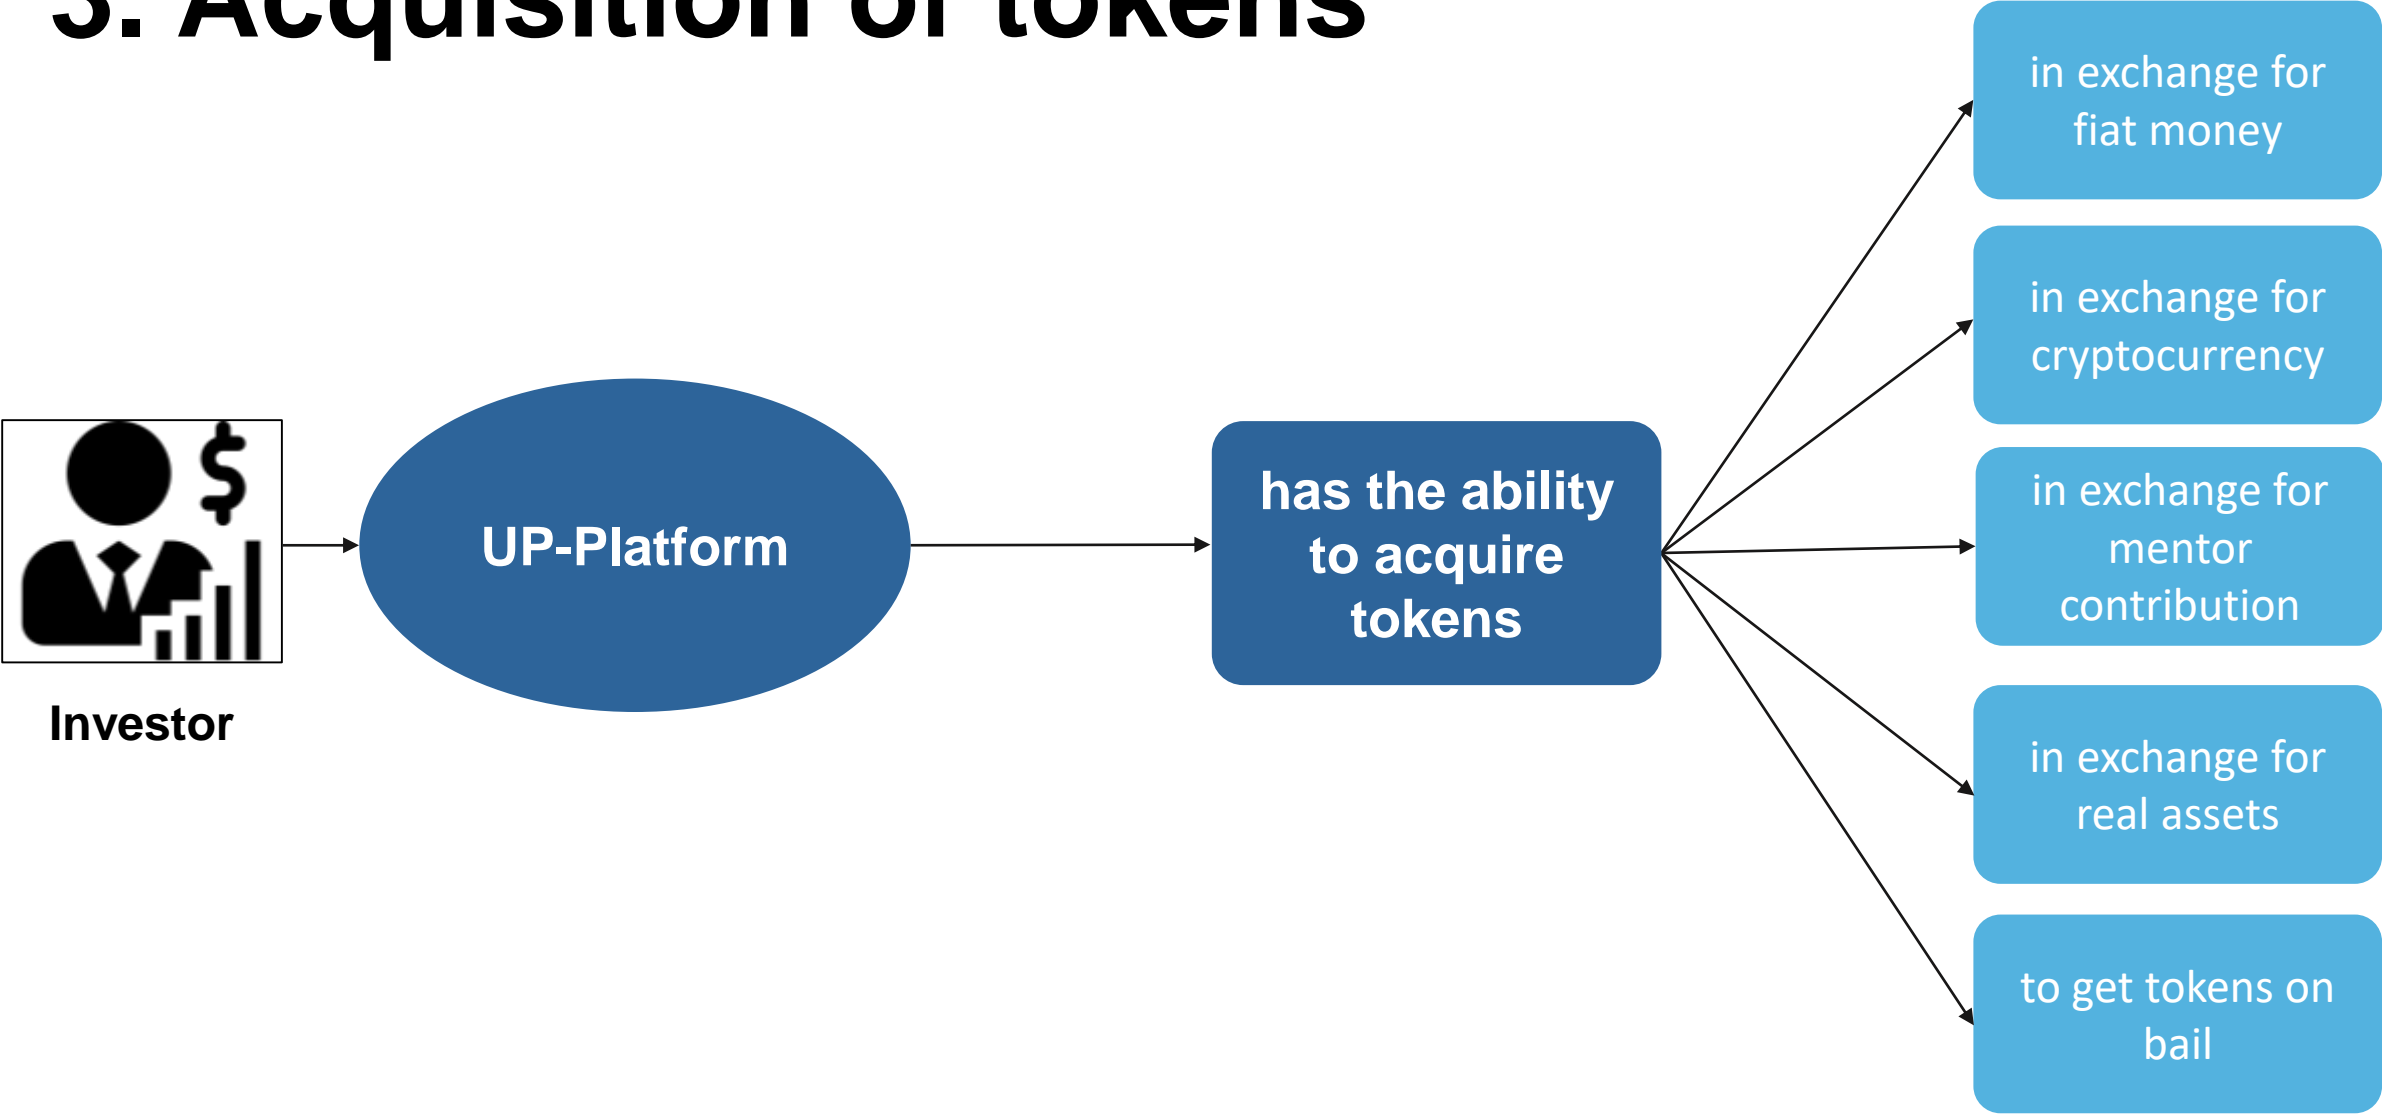 3. Acquisition of tokens
in exchange for
fiat money
in exchange for
cryptocurrency
in exchange for
mentor
contribution
in exchange for
real assets
to get tokens on
bail
has the ability
to acquire
tokens
UP-Platform
Investor